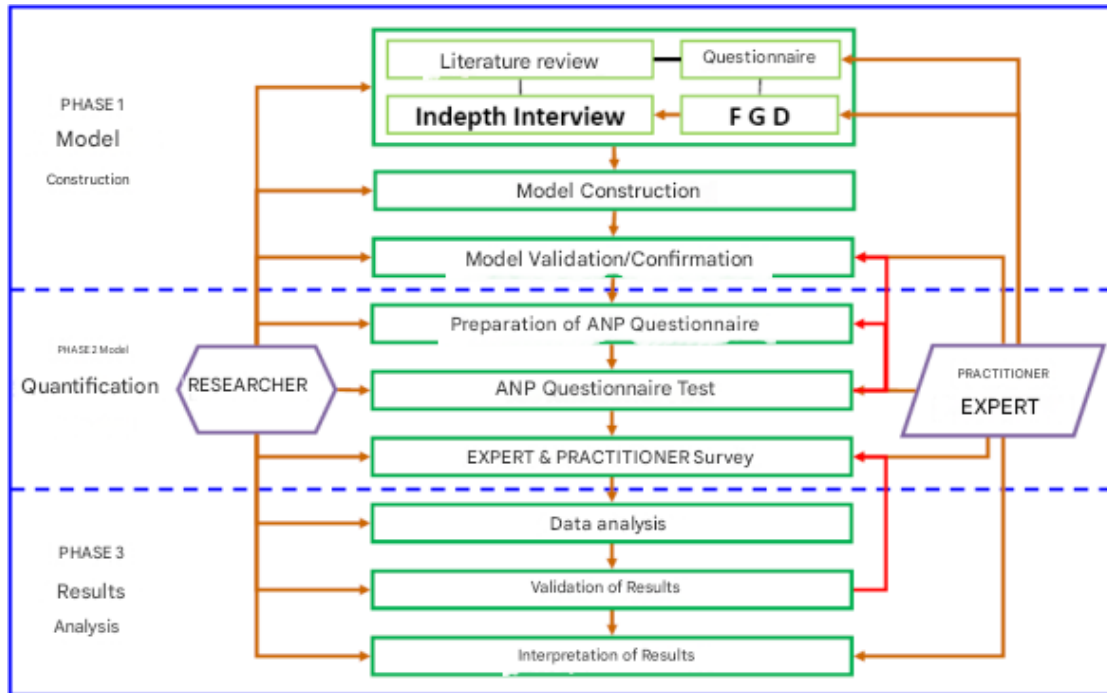 Literature review
Questionnaire
PHASE 1
Model
Construction
Indepth Interview
F G D
Model Construction
Model Validation/Confirmation
PHASE 2 Model
Quantification
Preparation of ANP Questionnaire
RESEARCHER
ANP Questionnaire Test
PRACTITIONER
EXPERT
EXPERT & PRACTITIONER Survey
PHASE 3
Results
Analysis
Data analysis
Validation of Results
Interpretation of Results